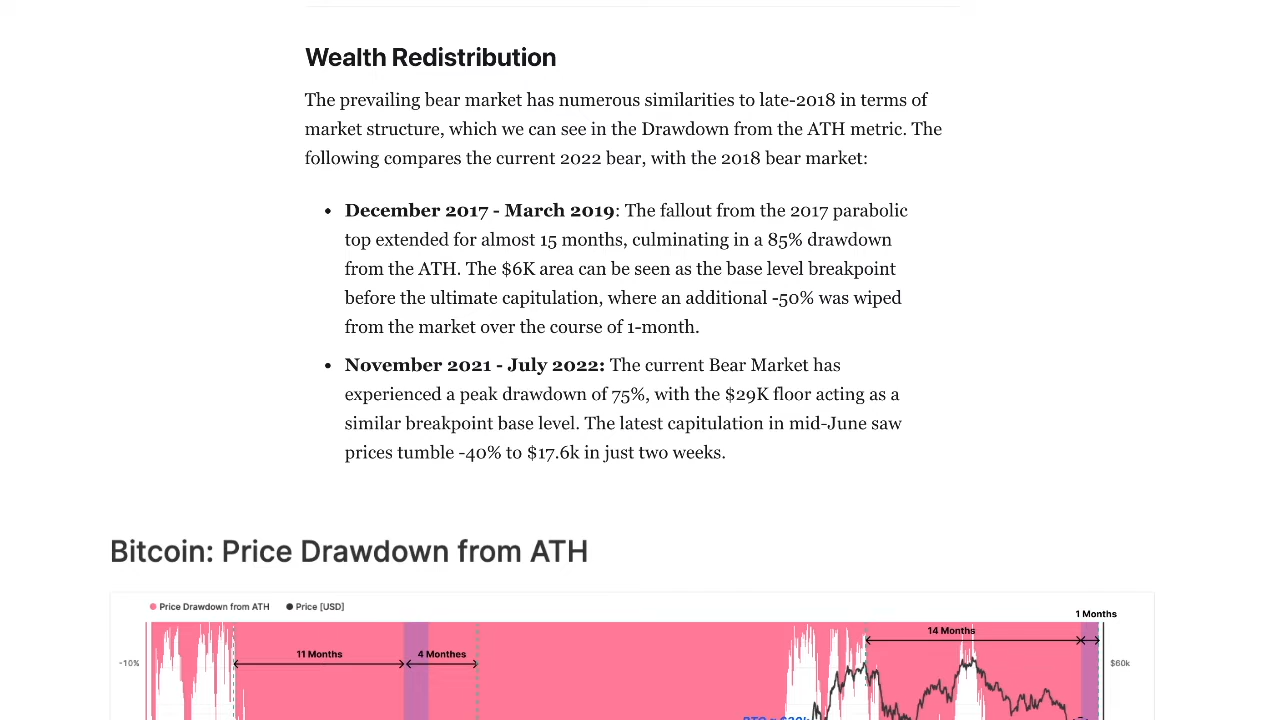 Wealth Redistribution
The prevailing bear market has numerous similarities to late-2018 in terms of
market structure, which we can see in the Drawdown from the ATH metric. The
following compares the current 2022 bear, with the 2018 bear market:
• December 2017 - March 2019: The fallout from the 2017 parabolic
top extended for almost 15 months, culminating in a 85% drawdown
from the ATH. The $6K area can be seen as the base level breakpoint
before the ultimate capitulation, where an additional -50% was wiped
from the market over the course of 1-month.
• November 2021 - July 2022: The current Bear Market has
experienced a peak drawdown of 75%, with the $29K floor acting as a
similar breakpoint base level. The latest capitulation in mid-June saw
prices tumble -40% to $17.6k in just two weeks.
Bitcoin: Price Drawdown from ATH
Price Drawdown from ATH Price [USD]
1 Months
14 Months
11 Months 4 Monthes
-10% $60k